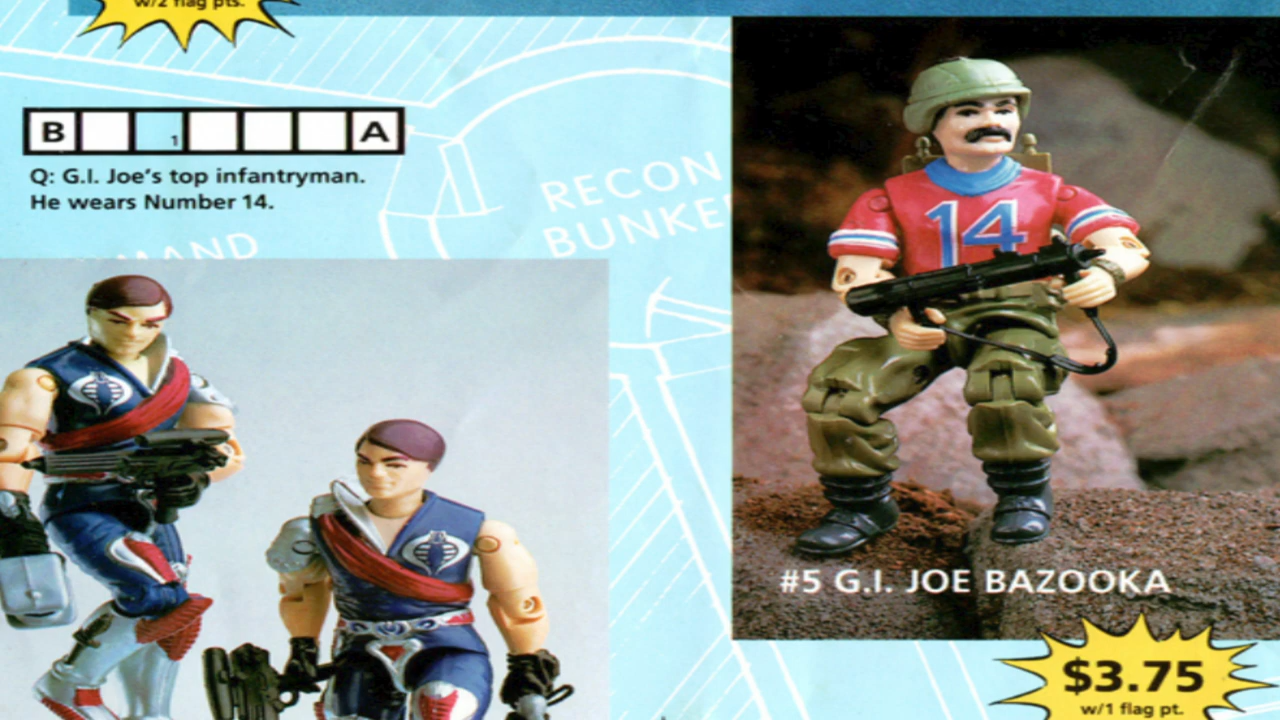 w/2 flag pts.
B 1 A
Q: G.I. Joe's top infantryman.
He wears Number 14.
RECON
BUNKE
MAND
14
#5 G.I. JOE BAZOOKA
$3.75
w/1 flag pt.